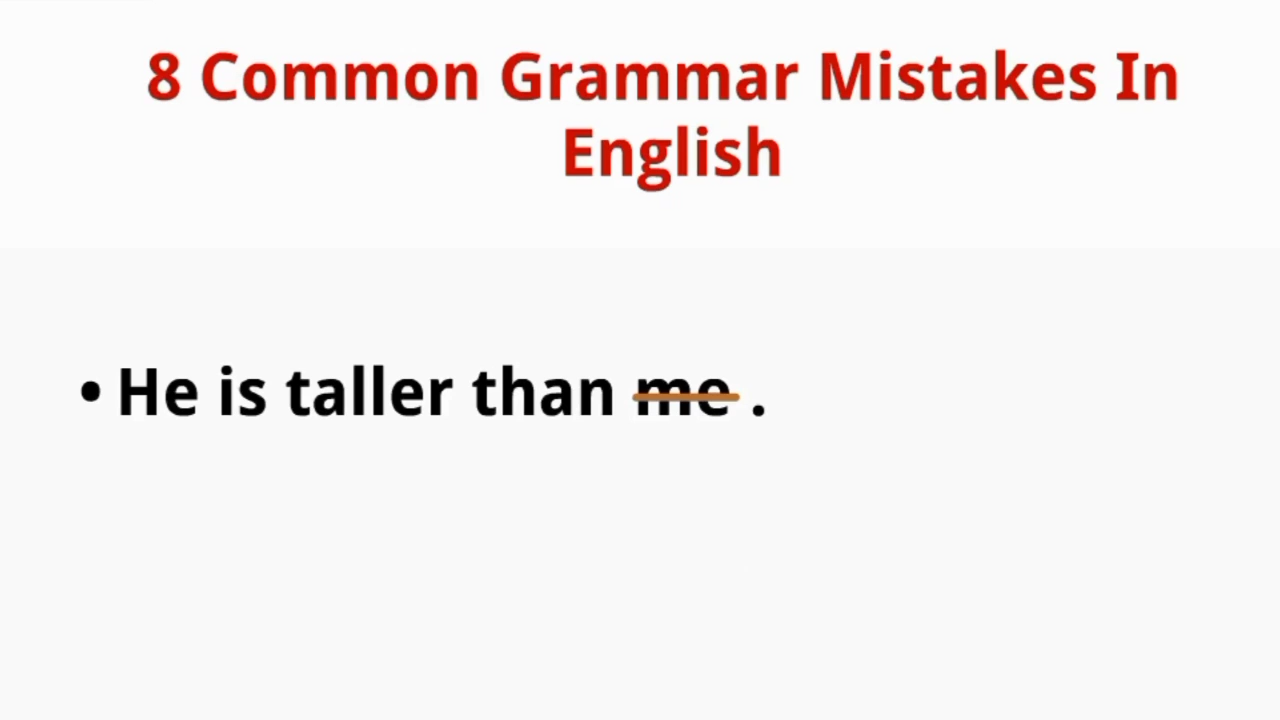 8 Common Grammar Mistakes In
English
• He is taller than me .